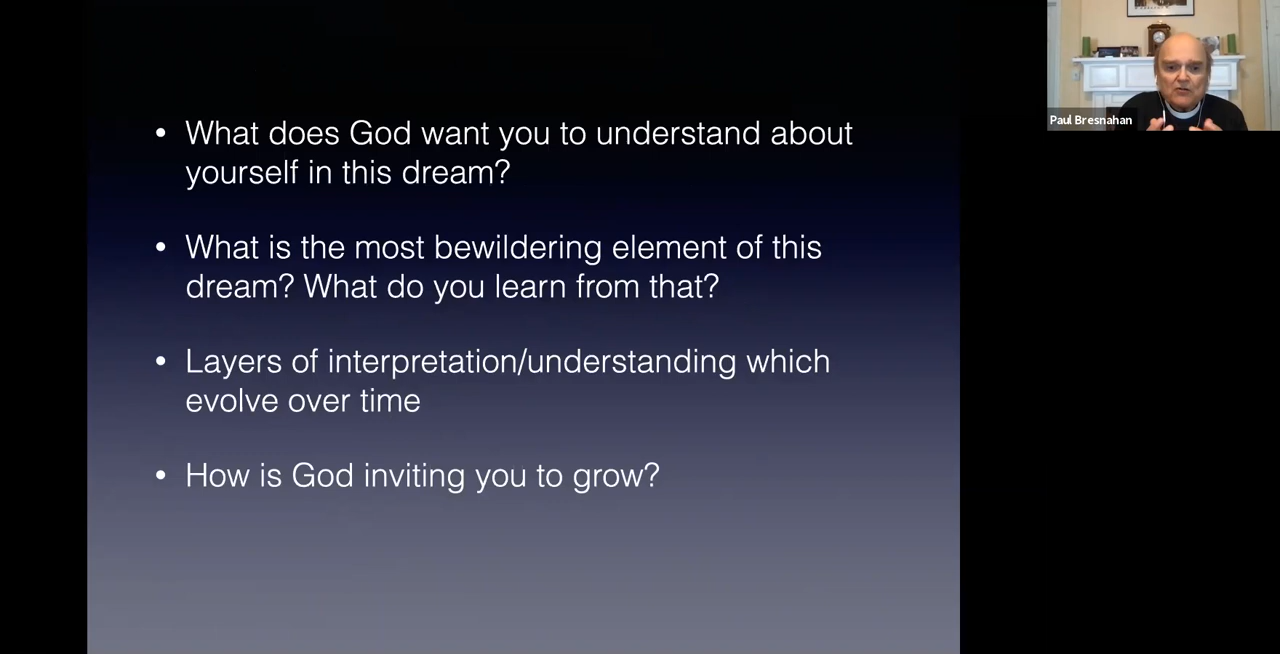 • What does God want you to understand about
yourself in this dream?
• What is the most bewildering element of this
dream? What do you learn from that?
• Layers of interpretation/understanding which
evolve over time
• How is God inviting you to grow?
Paul Bresnahan